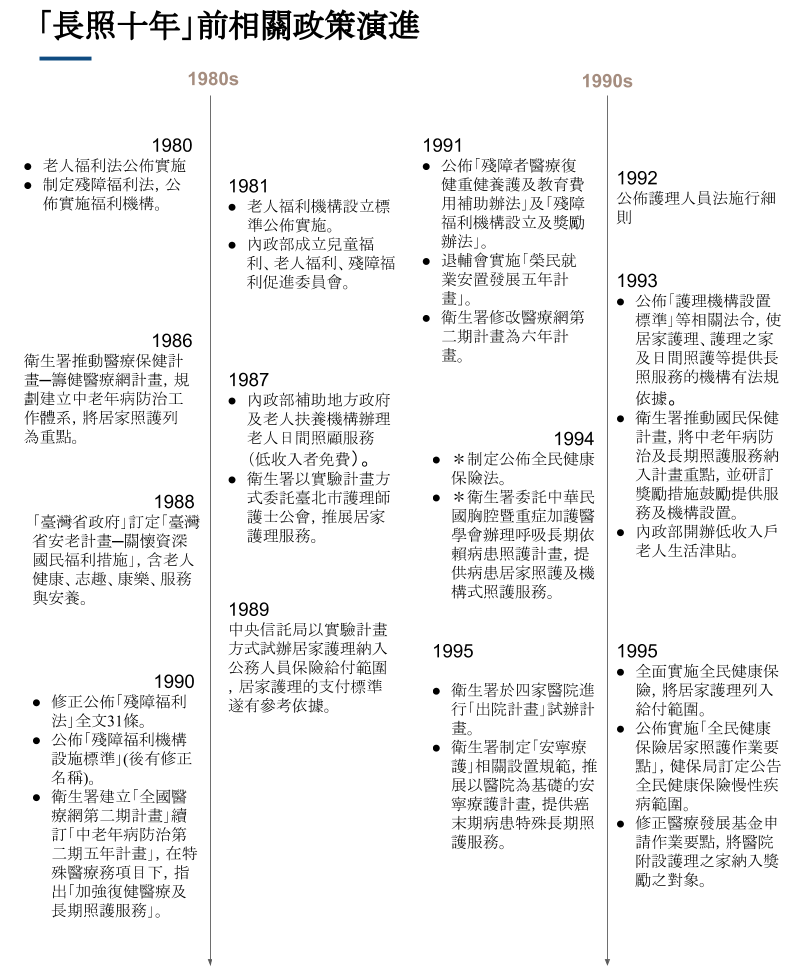 「長照十年」前相關政策演進
1980s
1980
● 老人福利法公佈實施
● 制定殘障福利法, 公
佈實施福利機構。
1981
● 老人福利機構設立標
準公佈實施。
● 內政部成立兒童福
利、老人福利、殘障福
利促進委員會。
1986
衛生署推動醫療保健計
畫─籌健醫療網計畫, 規
劃建立中老年病防治工
作體系, 將居家照護列
為重點。
1987
● 內政部補助地方政府
及老人扶養機構辦理
老人日間照顧服務
(低收入者免費)。
● 衛生署以實驗計畫方
式委託臺北市護理師
護士公會, 推展居家
護理服務。
1988
「臺灣省政府」訂定「臺灣
省安老計畫─關懷資深
國民福利措施」, 含老人
健康、志趣、康樂、服務
與安養。
1989
中央信託局以實驗計畫
方式試辦居家護理納入
公務人員保險給付範圍
, 居家護理的支付標準
遂有參考依據。
1990
● 修正公佈「殘障福利
法」全文31條。
● 公佈「殘障福利機構
設施標準」(後有修正
名稱)。
● 衛生署建立「全國醫
療網第二期計畫」續
訂「中老年病防治第
二期五年計畫」, 在特
殊醫療務項目下, 指
出「加強復健醫療及
長期照護服務」。
1990s
1991
● 公佈「殘障者醫療復
健重健養護及教育費
用補助辦法」及「殘障
福利機構設立及獎勵
辦法」。
● 退輔會實施「榮民就
業安置發展五年計
畫」。
● 衛生署修改醫療網第
二期計畫為六年計
畫。
1992
公佈護理人員法施行細
則
1993
● 公佈「護理機構設置
標準」等相關法令, 使
居家護理、護理之家
及日間照護等提供長
照服務的機構有法規
依據。
● 衛生署推動國民保健
計畫, 將中老年病防
治及長期照護服務納
入計畫重點, 並研訂
獎勵措施鼓勵提供服
務及機構設置。
● 內政部開辦低收入戶
老人生活津貼。
1994
● ＊制定公佈全民健康
保險法。
● ＊衛生署委託中華民
國胸腔暨重症加護醫
學會辦理呼吸長期依
賴病患照護計畫, 提
供病患居家照護及機
構式照護服務。
1995
● 衛生署於四家醫院進
行「出院計畫」試辦計
畫。
● 衛生署制定「安寧療
護」相關設置規範, 推
展以醫院為基礎的安
寧療護計畫, 提供癌
末期病患特殊長期照
護服務。
1995
● 全面實施全民健康保
險, 將居家護理列入
給付範圍。
● 公佈實施「全民健康
保險居家照護作業要
點」, 健保局訂定公告
全民健康保險慢性疾
病範圍。
● 修正醫療發展基金申
請作業要點, 將醫院
附設護理之家納入獎
勵之對象。